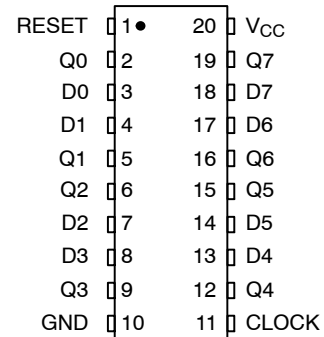 RESET 1 20 VCC
Q0 2 19 Q7
D0 3 18 D7
D1 4 17 D6
Q1 5 16 Q6
Q2 6 15 Q5
D2 7 14 D5
D3 8 13 D4
Q3 9 12 Q4
GND 10 11 CLOCK